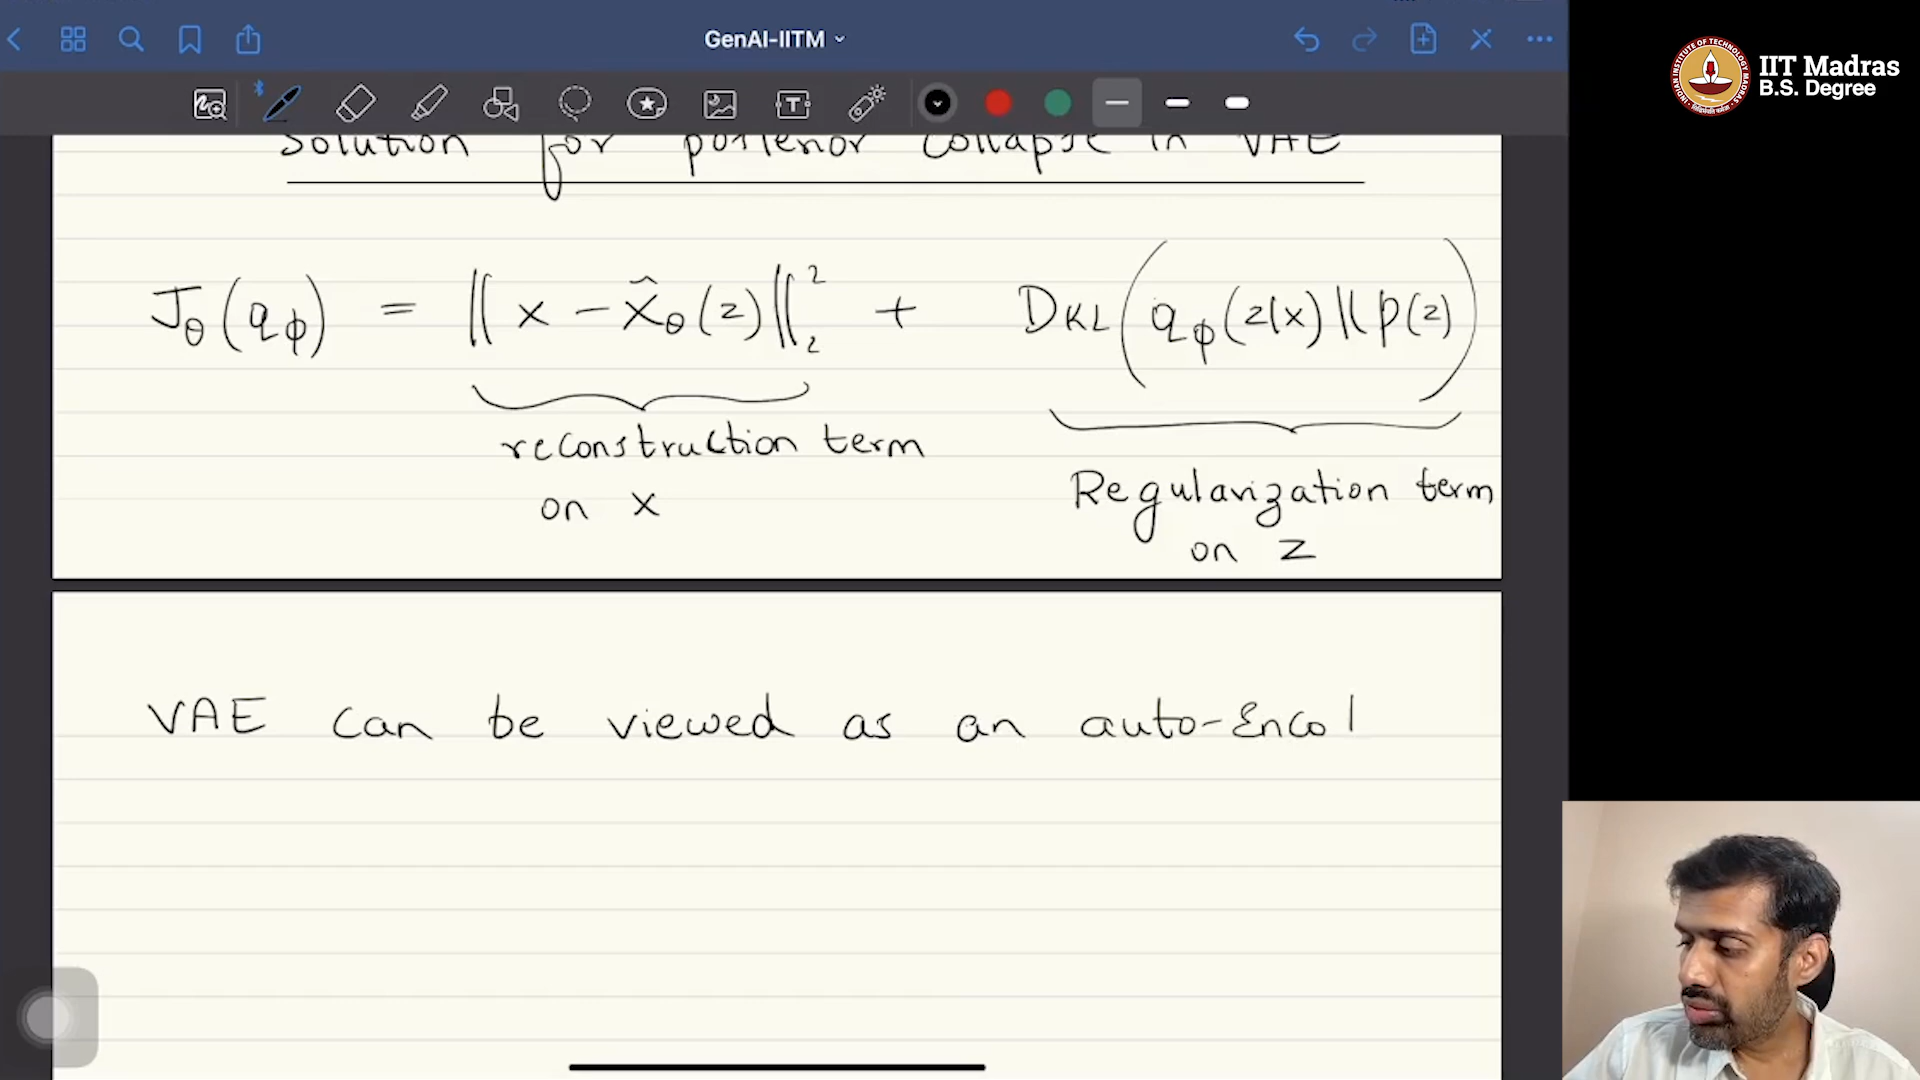 GenAI-IITM
IIT Madras
B.S. Degree
Solution for posterior collapse in VAE
J_θ(q_φ) = ‖x − x̂_θ(z)‖₂² + D_KL(q_φ(z|x) ‖ p(z))
reconstruction term
on x
Regularization term
on z
VAE can be viewed as an auto-Enco